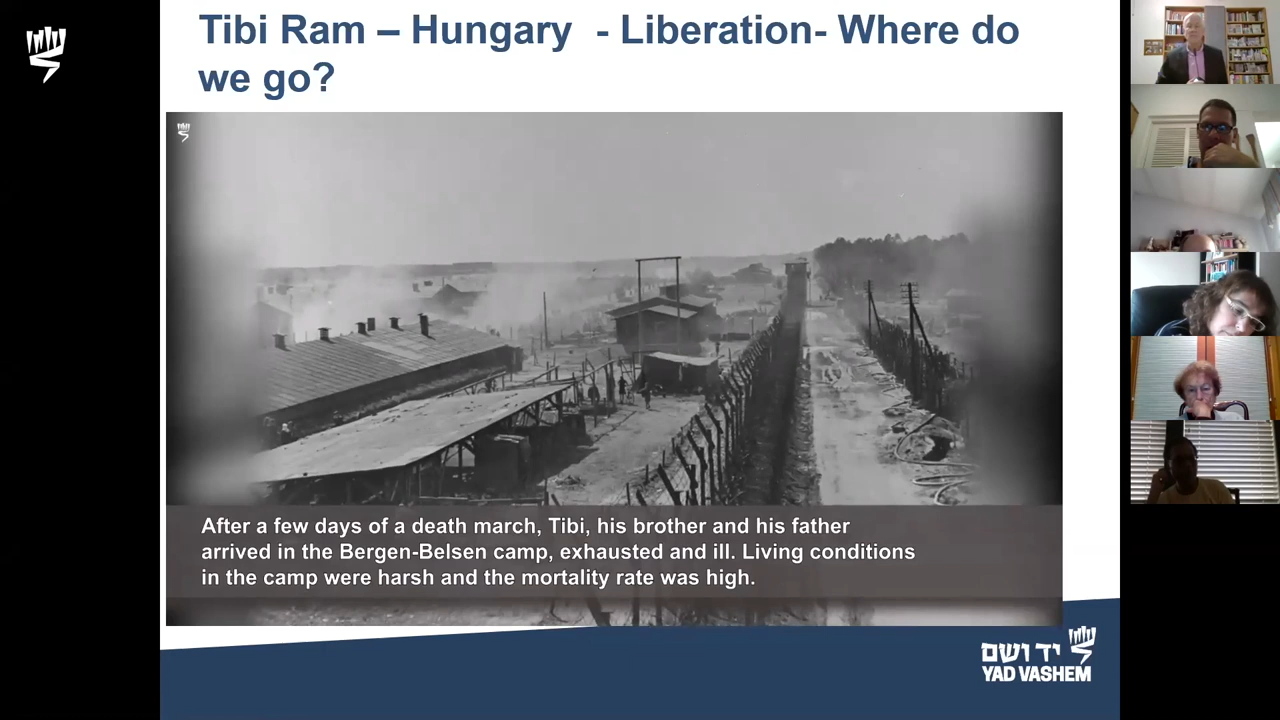 Tibi Ram – Hungary  - Liberation- Where do
we go?
After a few days of a death march, Tibi, his brother and his father
arrived in the Bergen-Belsen camp, exhausted and ill. Living conditions
in the camp were harsh and the mortality rate was high.
יד ושם
YAD VASHEM